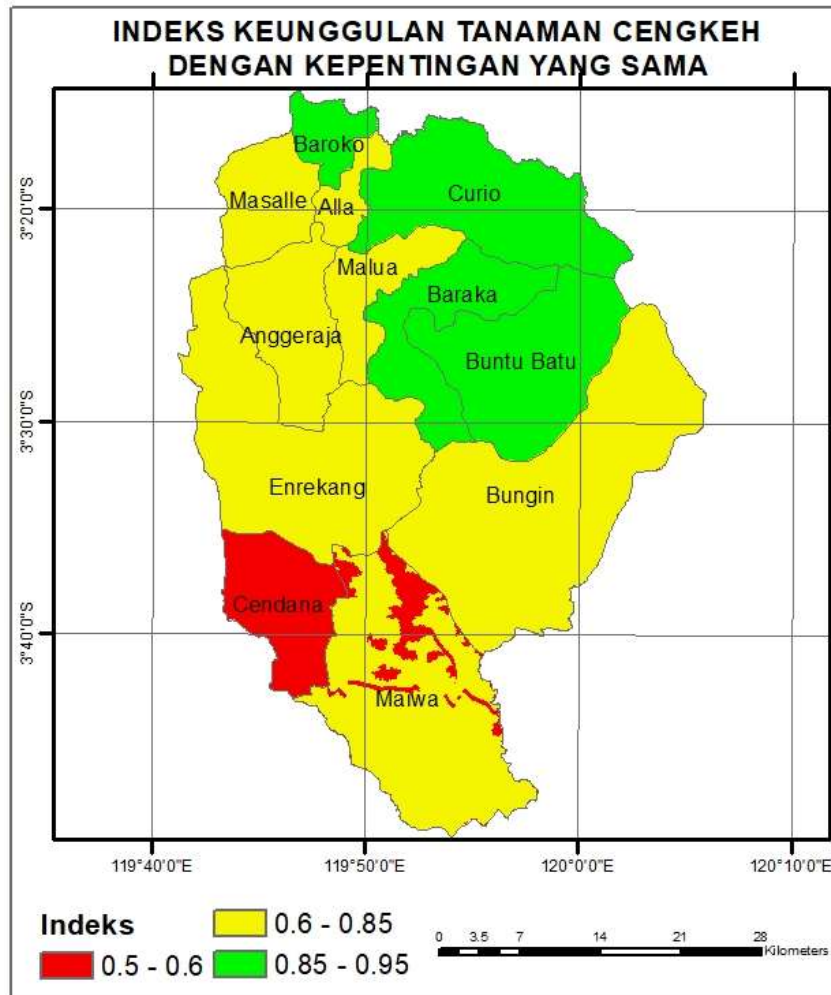 INDEKS KEUNGGULAN TANAMAN CENGKEH
DENGAN KEPENTINGAN YANG SAMA
Baroko
Masalle
Alla
Curio
3°20'0"S
Malua
Baraka
Anggeraja
Buntu Batu
3°30'0"S
Enrekang
Bungin
Cendana
3°40'0"S
Maiwa
119°40'0"E
119°50'0"E
120°0'0"E
120°10'0"E
Indeks
0.6 - 0.85
0.5 - 0.6
0.85 - 0.95
0 3.5 7 14 21 28
Kilometers